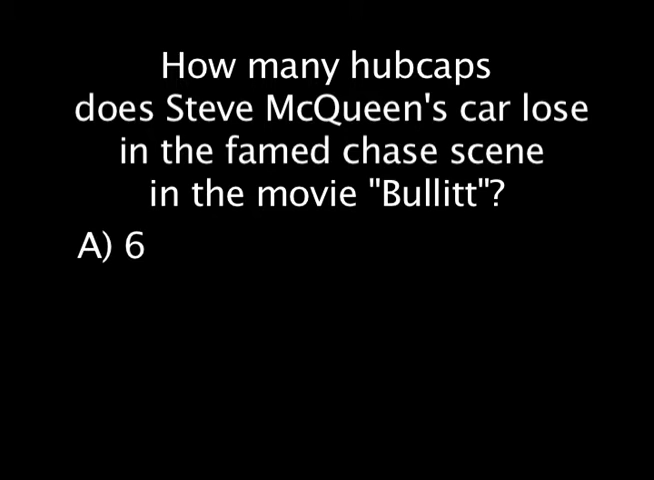 How many hubcaps
does Steve McQueen's car lose
in the famed chase scene
in the movie "Bullitt"?
A) 6